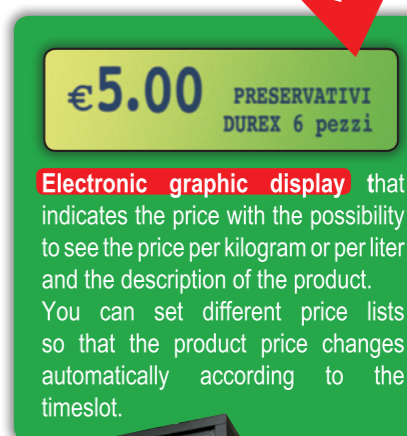 €5.00 PRESERVATIVI
DUREX 6 pezzi
Electronic graphic display that
indicates the price with the possibility
to see the price per kilogram or per liter
and the description of the product.
You can set different price lists
so that the product price changes
automatically according to the
timeslot.